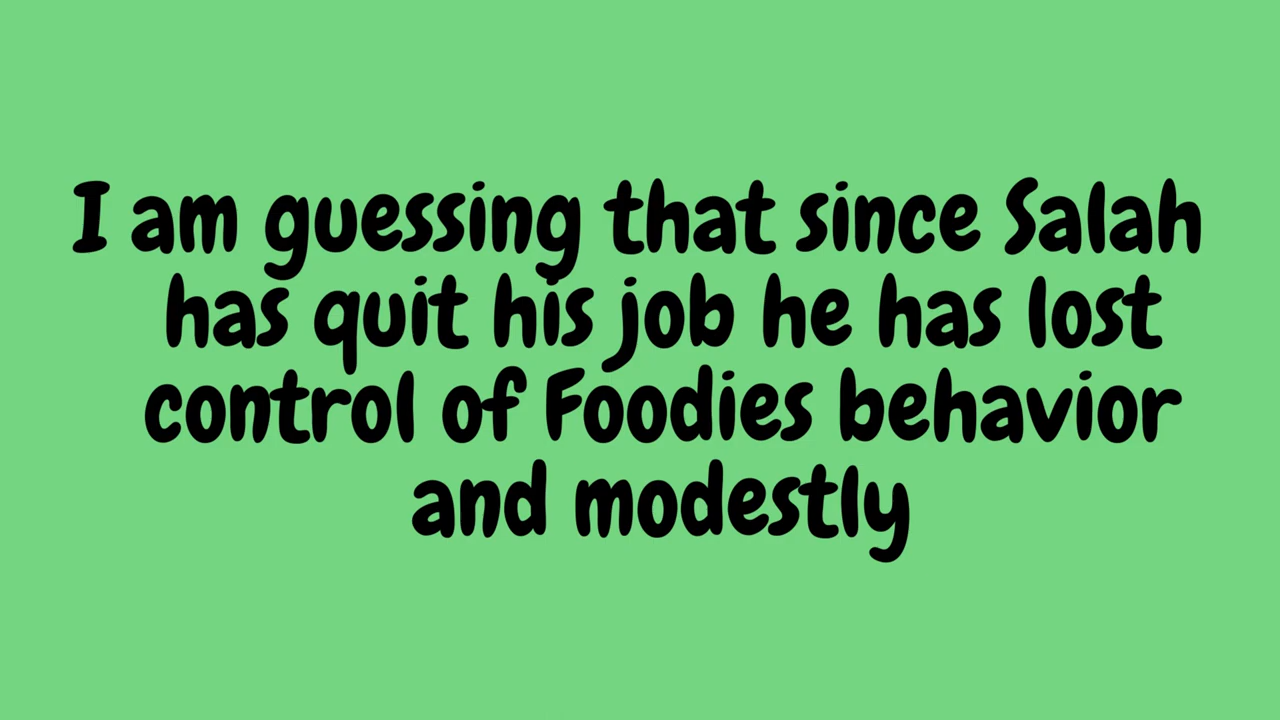 I am guessing that since Salah
has quit his job he has lost
control of Foodies behavior
and modestly